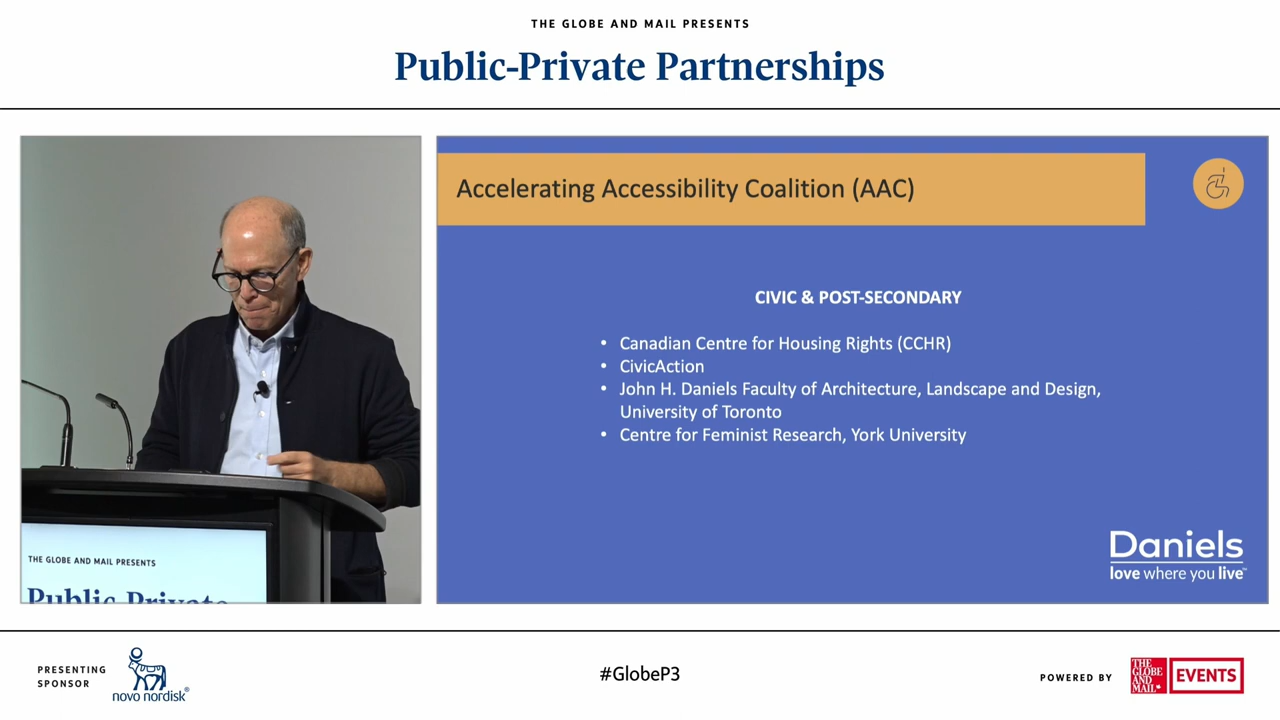 THE GLOBE AND MAIL PRESENTS
Public-Private Partnerships
Accelerating Accessibility Coalition (AAC)
CIVIC & POST-SECONDARY
• Canadian Centre for Housing Rights (CCHR)
• CivicAction
• John H. Daniels Faculty of Architecture, Landscape and Design,
University of Toronto
• Centre for Feminist Research, York University
Daniels
love where you live™
THE GLOBE AND MAIL PRESENTS
Public-Private
PRESENTING
SPONSOR
novo nordisk®
#GlobeP3
POWERED BY
THE
GLOBE
AND
MAIL
EVENTS